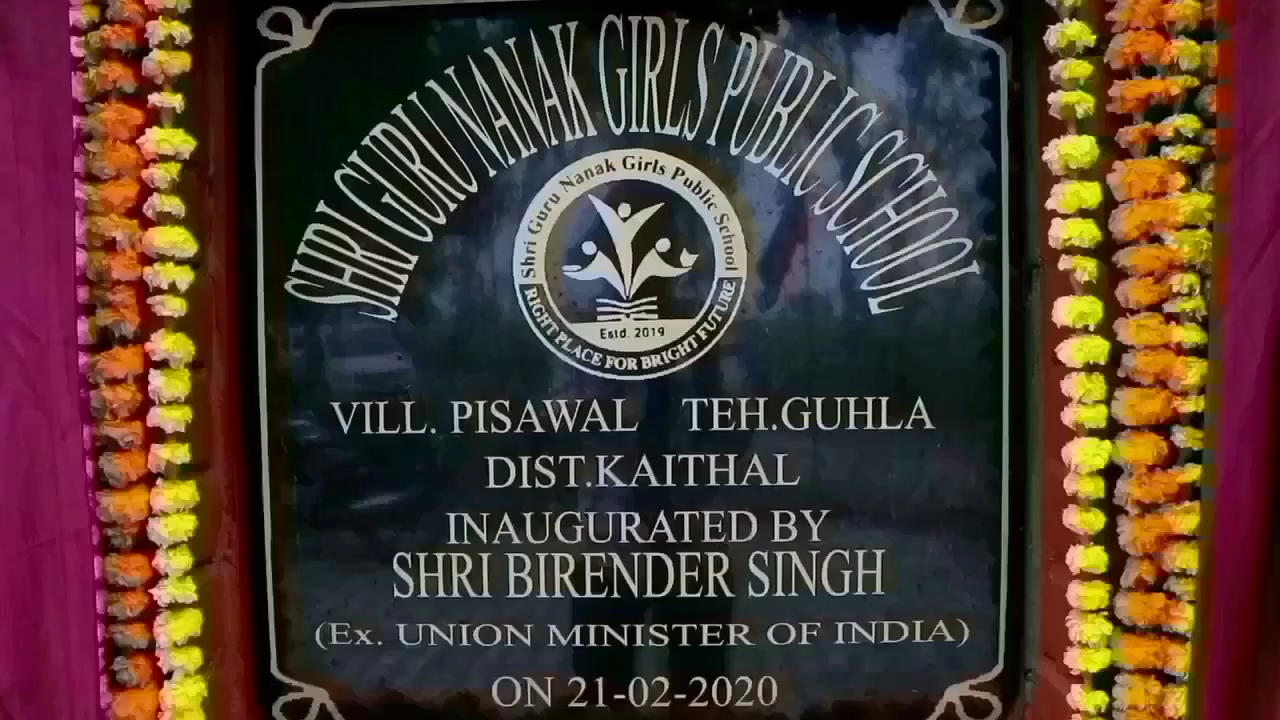 SHRI GURU NANAK GIRLS PUBLIC SCHOOL
Shri Guru Nanak Girls Public School
Estd. 2019
RIGHT PLACE FOR BRIGHT FUTURE
VILL. PISAWAL TEH.GUHLA
DIST.KAITHAL
INAUGURATED BY
SHRI BIRENDER SINGH
(Ex. UNION MINISTER OF INDIA)
ON 21-02-2020